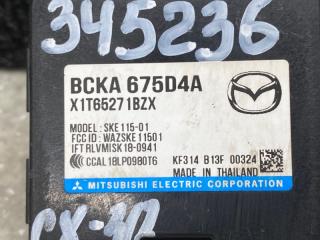 345236
BCKA 675D4A
X1T65271BZX
MODEL: SKE115-01
FCC ID: WAZSKE11501
IFT RLVMISK18-0941
CCAL18LP0980T6
KF314 B13F 00324
MADE IN THAILAND
MITSUBISHI ELECTRIC CORPORATION
CX-30